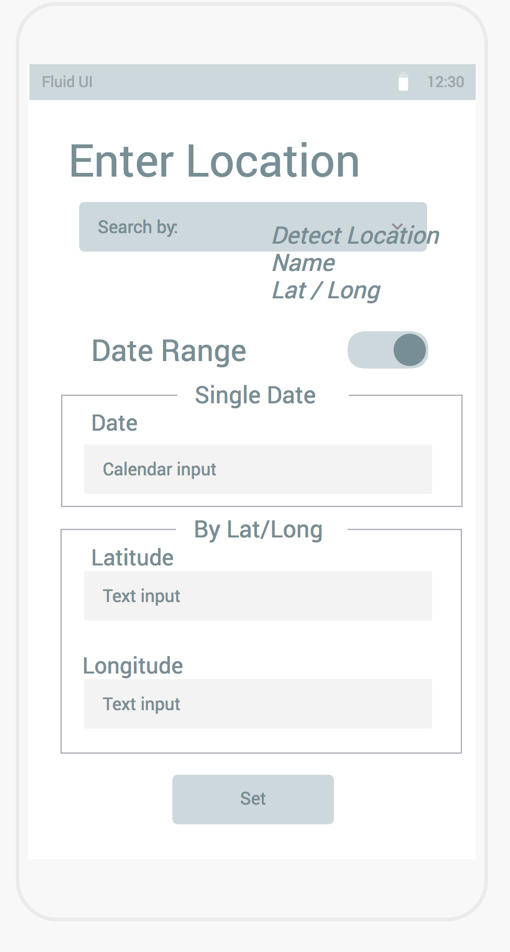 Fluid UI 12:30
Enter Location
Search by:
Detect Location
Name
Lat / Long
Date Range
Single Date
Date
Calendar input
By Lat/Long
Latitude
Text input
Longitude
Text input
Set